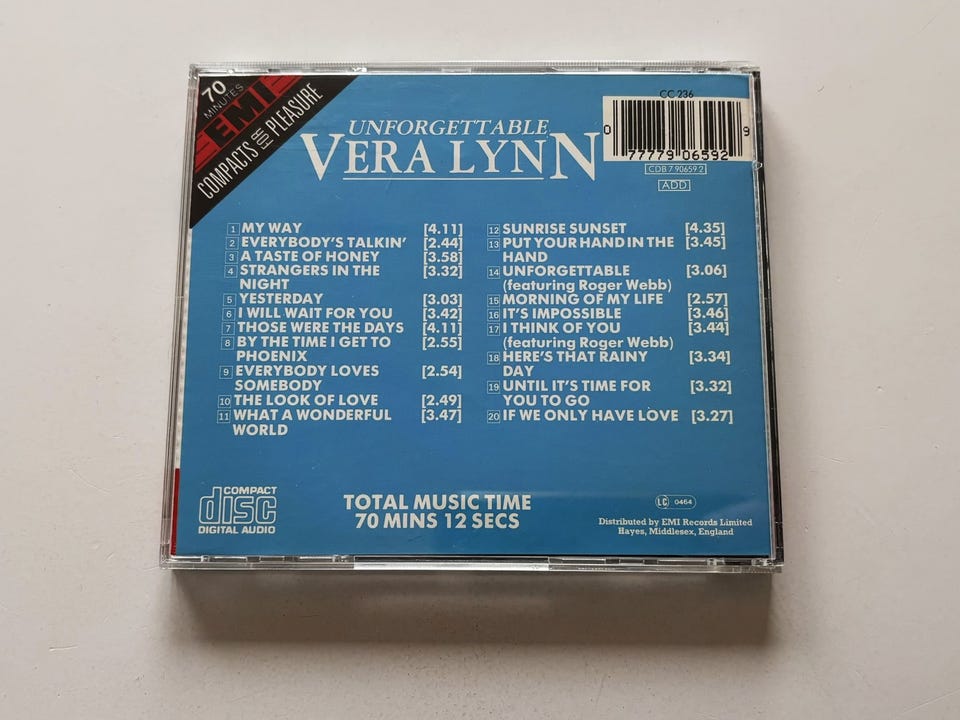 70
MINUTES
EMI
COMPACTS FOR PLEASURE
UNFORGETTABLE
VERA LYNN
CC 236
0 77779 06592 9
CDB 7 90659 2
ADD
1 MY WAY [4.11]
2 EVERYBODY'S TALKIN' [2.44]
3 A TASTE OF HONEY [3.58]
4 STRANGERS IN THE [3.32]
NIGHT
5 YESTERDAY [3.03]
6 I WILL WAIT FOR YOU [3.42]
7 THOSE WERE THE DAYS [4.11]
8 BY THE TIME I GET TO [2.55]
PHOENIX
9 EVERYBODY LOVES [2.54]
SOMEBODY
10 THE LOOK OF LOVE [2.49]
11 WHAT A WONDERFUL [3.47]
WORLD
12 SUNRISE SUNSET [4.35]
13 PUT YOUR HAND IN THE [3.45]
HAND
14 UNFORGETTABLE [3.06]
(featuring Roger Webb)
15 MORNING OF MY LIFE [2.57]
16 IT'S IMPOSSIBLE [3.46]
17 I THINK OF YOU [3.44]
(featuring Roger Webb)
18 HERE'S THAT RAINY [3.34]
DAY
19 UNTIL IT'S TIME FOR [3.32]
YOU TO GO
20 IF WE ONLY HAVE LOVE [3.27]
COMPACT
disc
DIGITAL AUDIO
TOTAL MUSIC TIME
70 MINS 12 SECS
LC 0464
Distributed by EMI Records Limited
Hayes, Middlesex, England